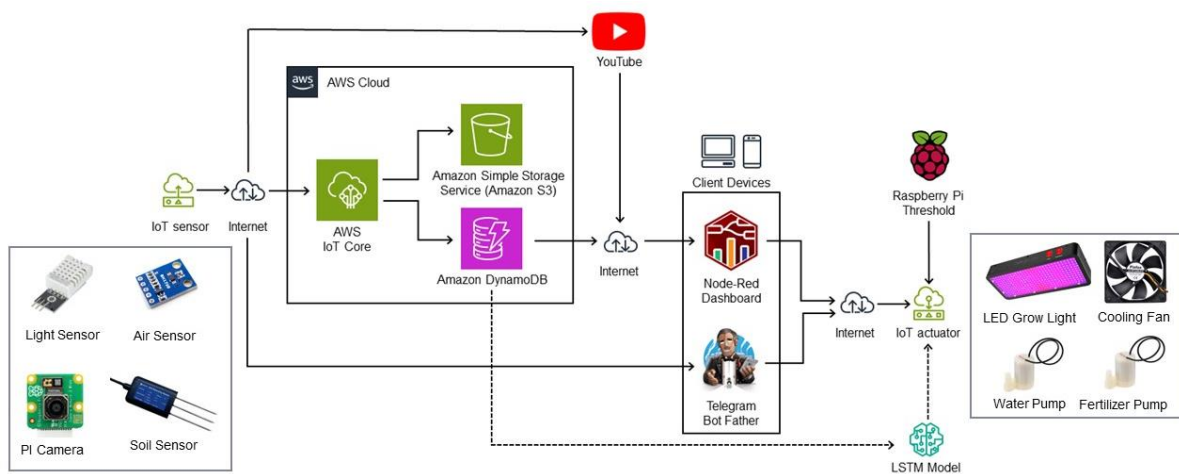 YouTube
aws
AWS Cloud
Amazon Simple Storage
Service (Amazon S3)
Client Devices
Raspberry Pi
Threshold
IoT sensor
Internet
AWS
IoT Core
Amazon DynamoDB
Internet
Node-Red
Dashboard
Internet
IoT actuator
Telegram
Bot Father
LSTM Model
Light Sensor
Air Sensor
PI Camera
Soil Sensor
LED Grow Light
Cooling Fan
Water Pump
Fertilizer Pump